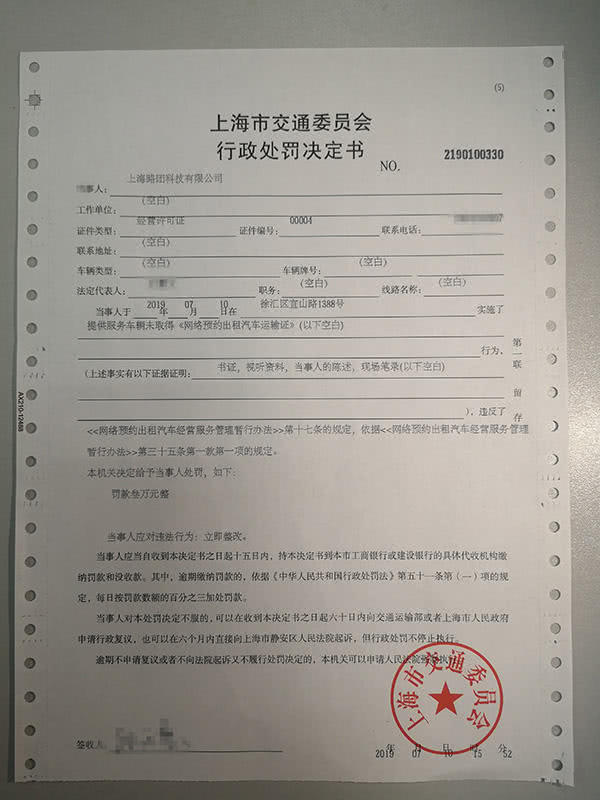 (5)
上海市交通委员会
行政处罚决定书
NO. 2190100330
上海路团科技有限公司
事人：
(空白)
工作单位：
经营许可证 00004
证件类型： 证件编号： 联系电话：
(空白)
联系地址：
(空白) (空白)
车辆类型： 车辆牌号：
(空白) (空白)
法定代表人： 职务： 线路名称：
2019 07 10 徐汇区宜山路1388号
当事人于 年 月 日在 实施了
提供服务车辆未取得《网络预约出租汽车运输证》(以下空白)
行为、
书证，视听资料，当事人的陈述，现场笔录(以下空白)
(上述事实有以下证据证明：
)，违反了
<<网络预约出租汽车经营服务管理暂行办法>>第十七条的规定，依据<<网络预约出租汽车经营服务管理
暂行办法>>第三十五条第一款第一项的规定。
本机关决定给予当事人处罚，如下：
罚款叁万元整
当事人应对违法行为：立即整改。
当事人应当自收到本决定书之日起十五日内，持本决定书到本市工商银行或建设银行的具体代收机构缴
纳罚款和没收款。其中，逾期缴纳罚款的，依据《中华人民共和国行政处罚法》第五十一条第（一）项的规
定，每日按罚款数额的百分之三加处罚款。
当事人对本处罚决定不服的，可以在收到本决定书之日起六十日内向交通运输部或者上海市人民政府
申请行政复议，也可以在六个月内直接向上海市静安区人民法院起诉，但行政处罚不停止执行。
逾期不申请复议或者不向法院起诉又不履行处罚决定的，本机关可以申请人民法院强制执
上海市交通委员会
签收人
年 月 日 时 分
2019 07 10 15 52
第一联 留存
AX210-12488